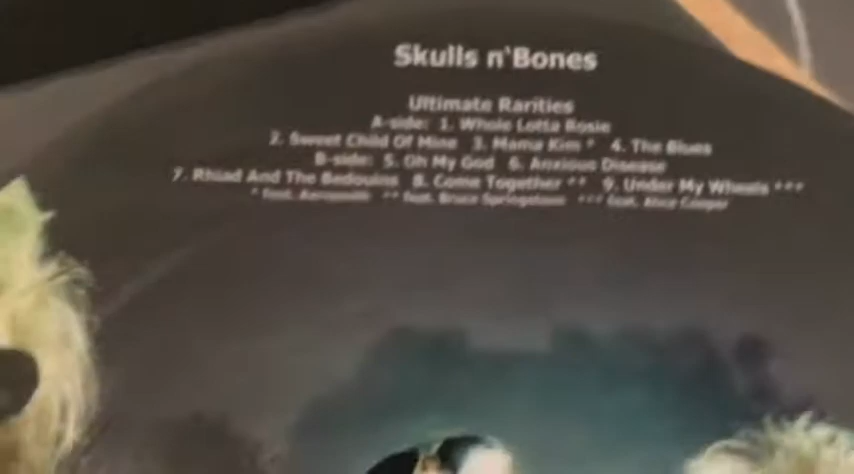 Skulls n'Bones
Ultimate Rarities
A-side: 1. Whole Lotta Rosie
2. Sweet Child Of Mine 3. Mama Kin * 4. The Blues
B-side: 5. Oh My God 6. Anxious Disease
7. Rhiad And The Bedouins 8. Come Together ** 9. Under My Wheels ***
* feat. Aerosmith ** feat. Bruce Springsteen *** feat. Alice Cooper